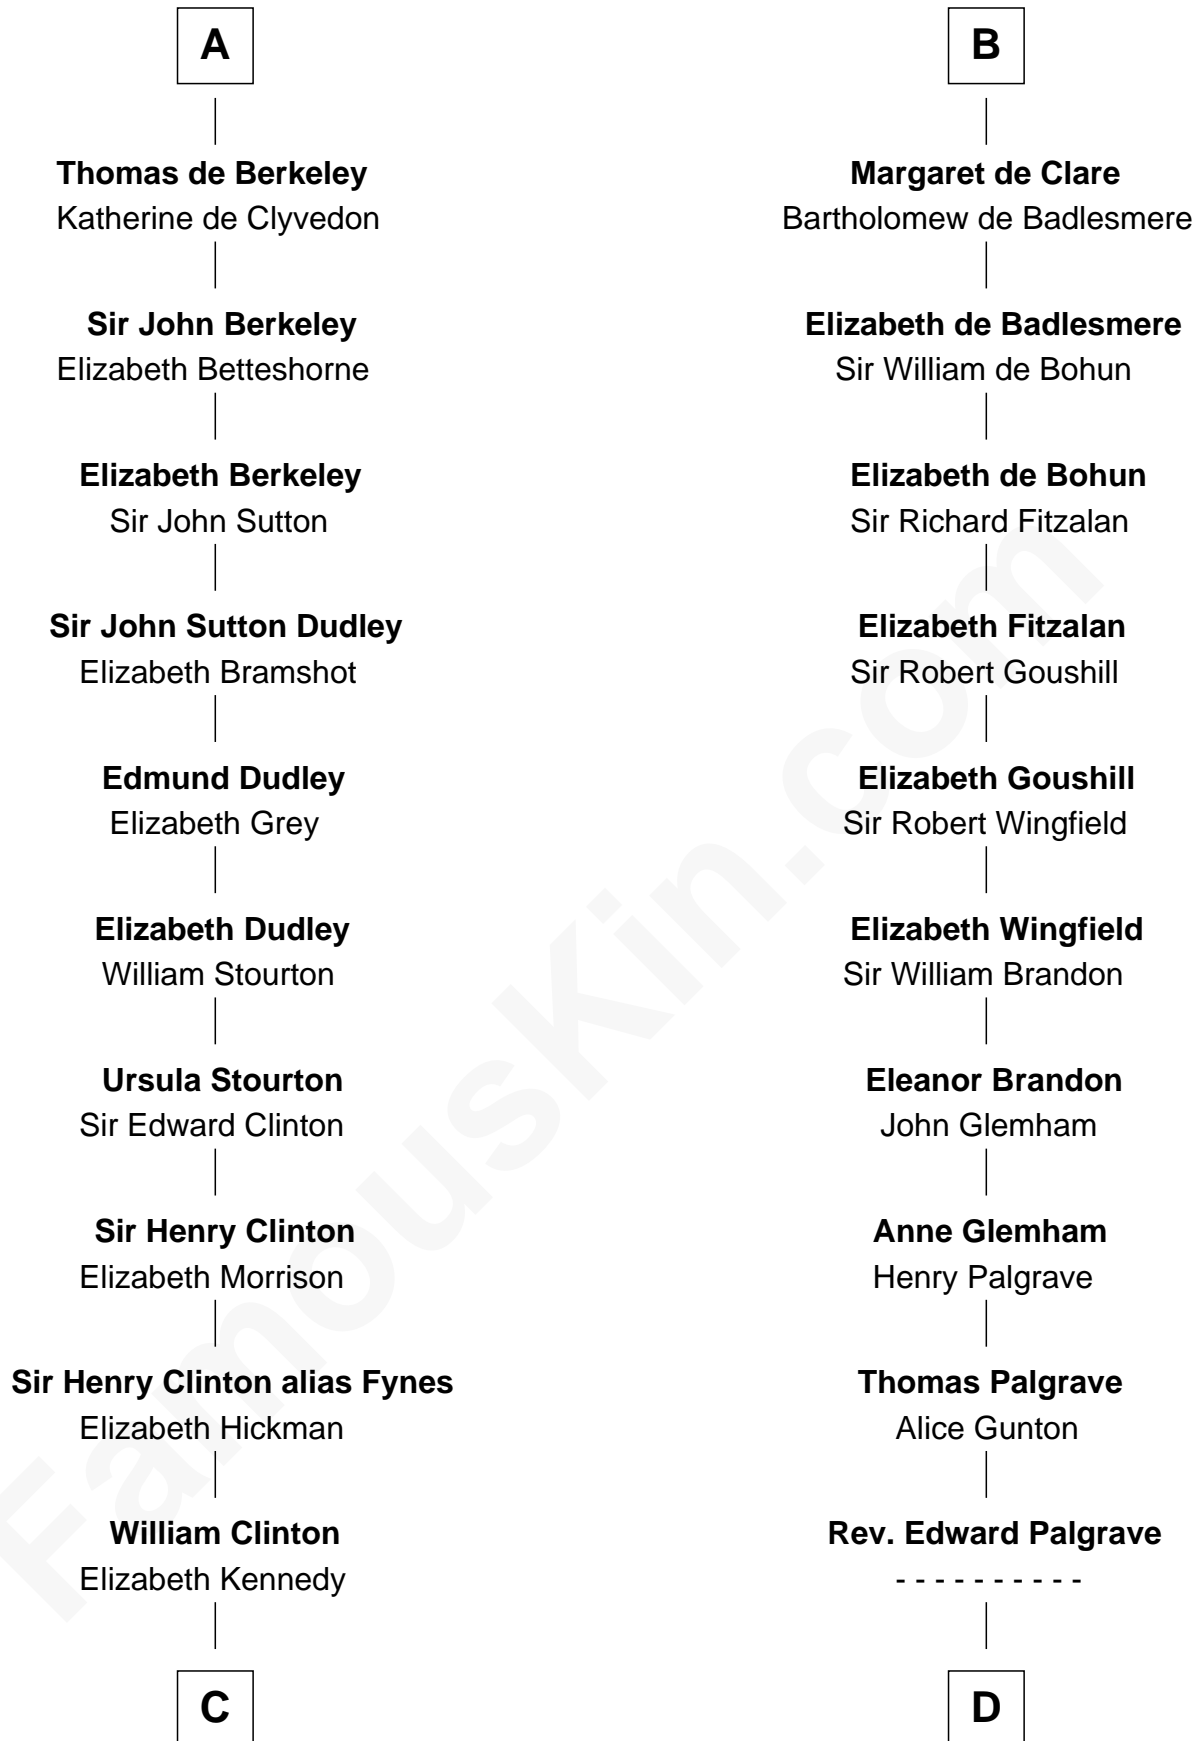 A
Thomas de Berkeley
Katherine de Clyvedon
Sir John Berkeley
Elizabeth Betteshorne
Elizabeth Berkeley
Sir John Sutton
Sir John Sutton Dudley
Elizabeth Bramshot
Edmund Dudley
Elizabeth Grey
Elizabeth Dudley
William Stourton
Ursula Stourton
Sir Edward Clinton
Sir Henry Clinton
Elizabeth Morrison
Sir Henry Clinton alias Fynes
Elizabeth Hickman
William Clinton
Elizabeth Kennedy
C
B
Margaret de Clare
Bartholomew de Badlesmere
Elizabeth de Badlesmere
Sir William de Bohun
Elizabeth de Bohun
Sir Richard Fitzalan
Elizabeth Fitzalan
Sir Robert Goushill
Elizabeth Goushill
Sir Robert Wingfield
Elizabeth Wingfield
Sir William Brandon
Eleanor Brandon
John Glemham
Anne Glemham
Henry Palgrave
Thomas Palgrave
Alice Gunton
Rev. Edward Palgrave
- - - - - - - - - -
D
FamousKin.com